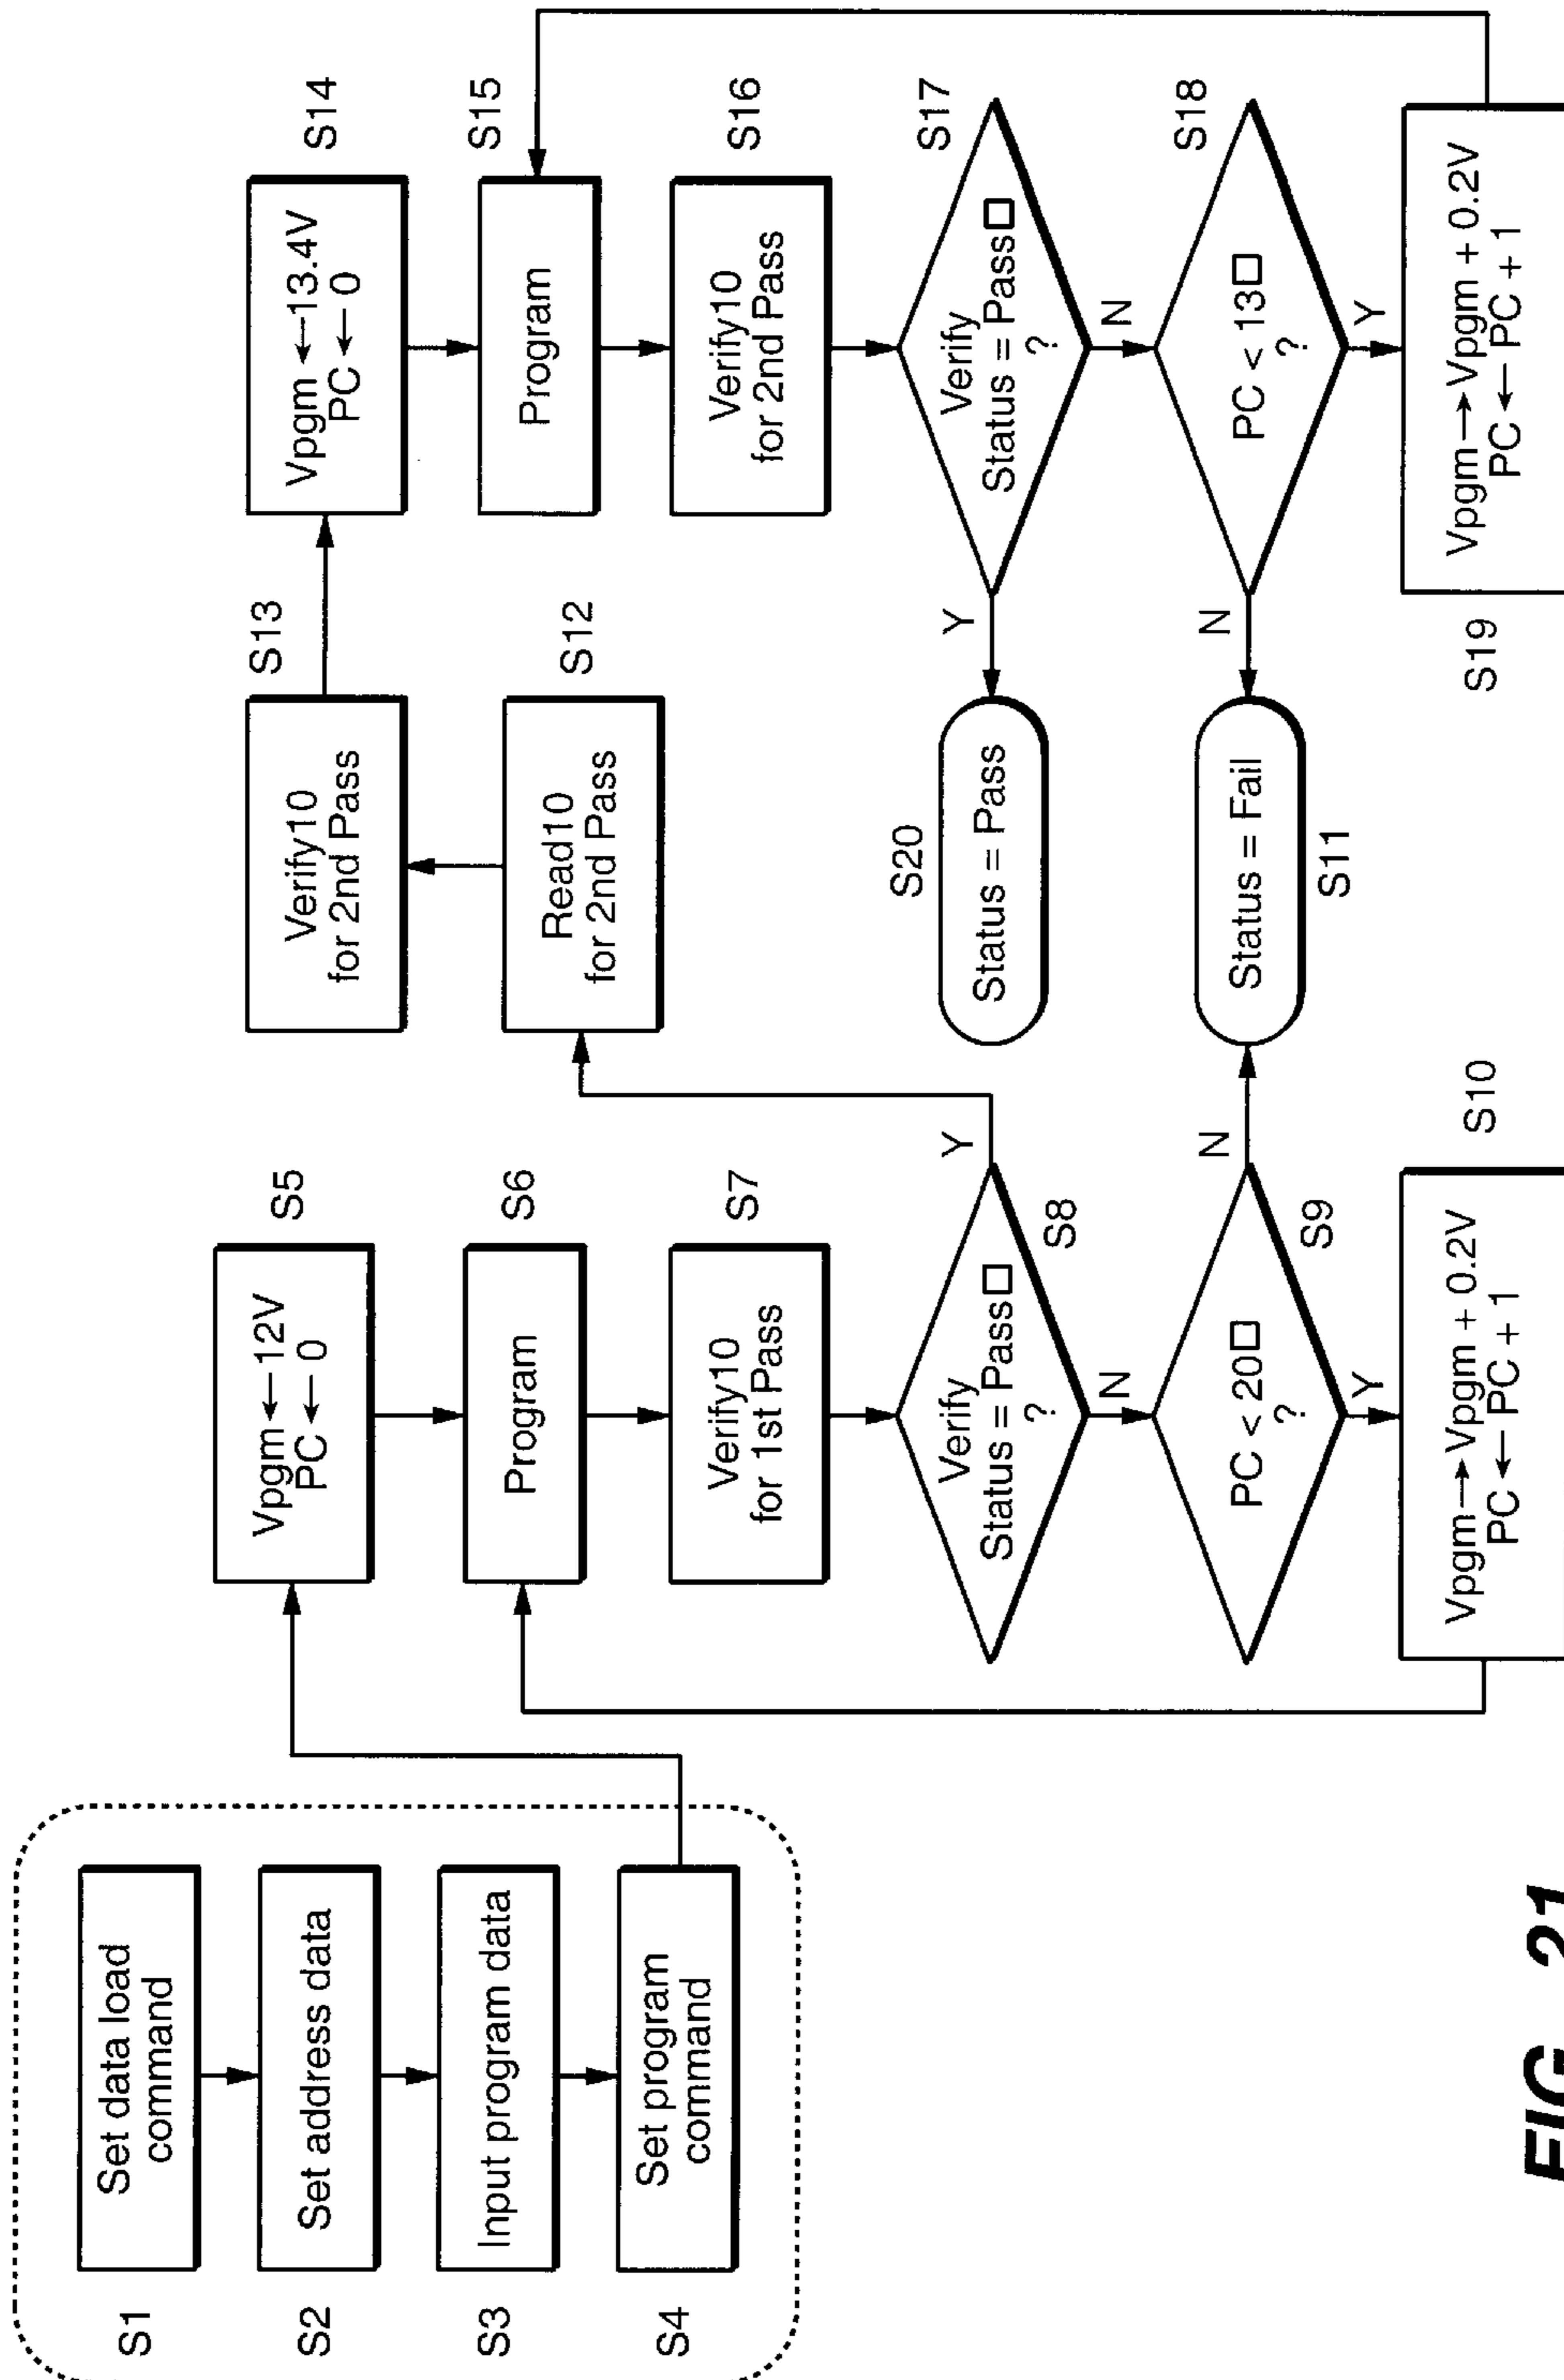 S1
Set data load
command
S2
Set address data
S3
Input program data
S4
Set program
command
S5
Vpgm ← 12V
PC ← 0
S6
Program
S7
Verify10
for 1st Pass
S8
Verify
Status = Pass□
?
Y
N
S9
PC < 20□
?
N
Y
S10
Vpgm → Vpgm + 0.2V
PC ← PC + 1
S13
Verify10
for 2nd Pass
S12
Read10
for 2nd Pass
S20
Status = Pass
Status = Fail
S11
S14
Vpgm ← 13.4V
PC ← 0
S15
Program
S16
Verify10
for 2nd Pass
S17
Verify
Status = Pass□
?
Y
N
S18
PC < 13□
?
N
Y
S19
Vpgm → Vpgm + 0.2V
PC ← PC + 1
FIG_21